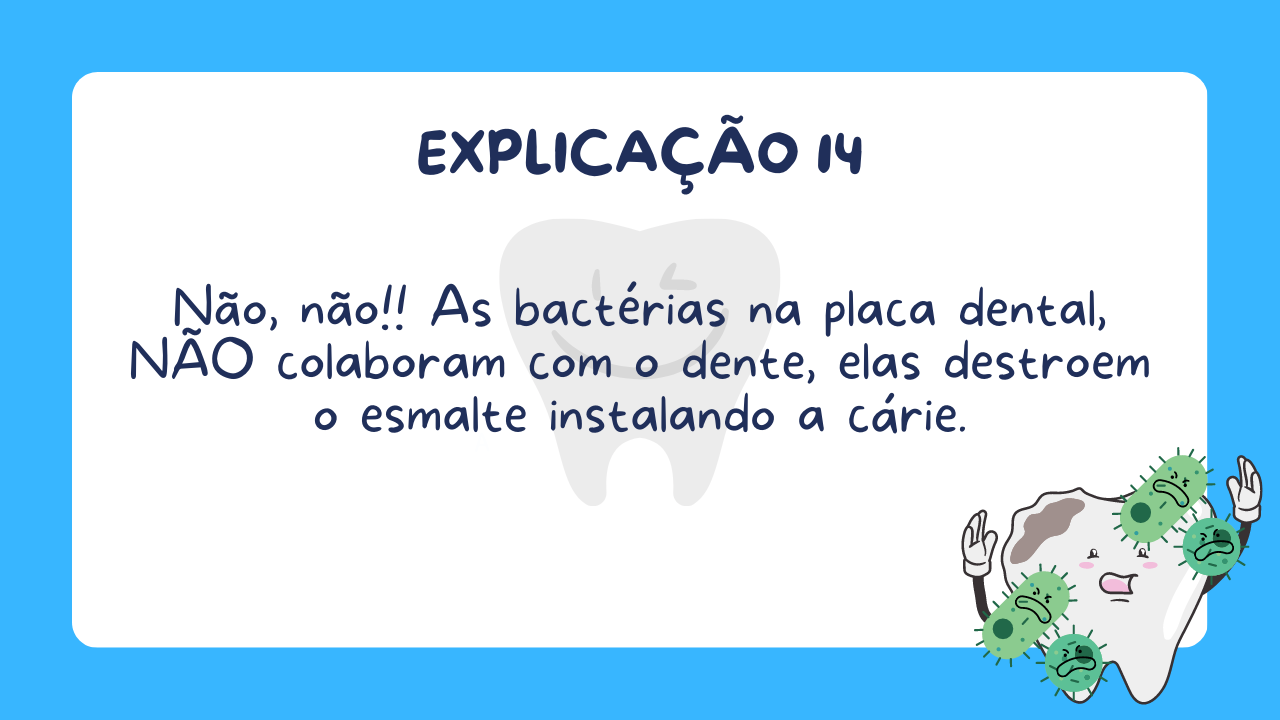 EXPLICAÇÃO 14
Não, não!! As bactérias na placa dental,
NÃO colaboram com o dente, elas destroem
o esmalte instalando a cárie.